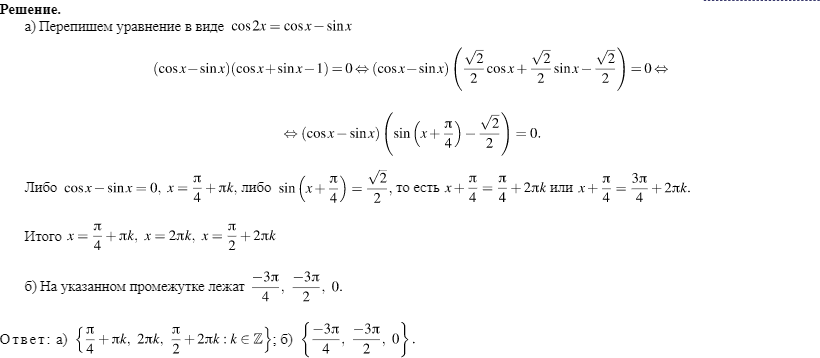 Решение.
а) Перепишем уравнение в виде cos 2x = cos x − sin x
(cos x − sin x)(cos x + sin x − 1) = 0 ⇔ (cos x − sin x)(√2/2 cos x + √2/2 sin x − √2/2) = 0 ⇔
⇔ (cos x − sin x)(sin(x + π/4) − √2/2) = 0.
Либо cos x − sin x = 0, x = π/4 + πk, либо sin(x + π/4) = √2/2, то есть x + π/4 = π/4 + 2πk или x + π/4 = 3π/4 + 2πk.
Итого x = π/4 + πk, x = 2πk, x = π/2 + 2πk
б) На указанном промежутке лежат −3π/4, −3π/2, 0.
Ответ: а) {π/4 + πk, 2πk, π/2 + 2πk : k ∈ ℤ}; б) {−3π/4, −3π/2, 0}.